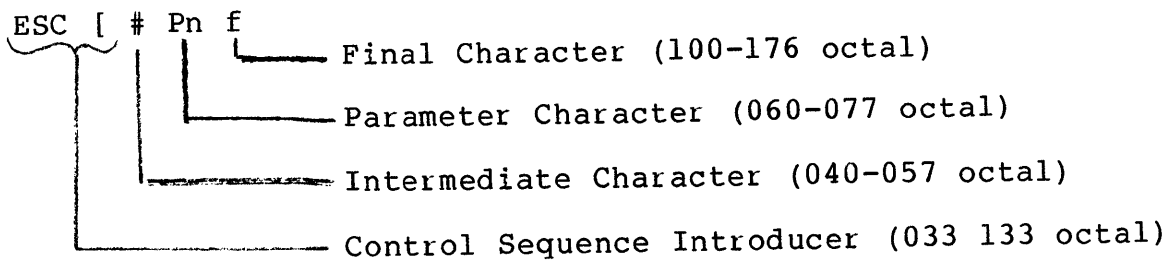 ESC [ # Pn f
Final Character (100-176 octal)
Parameter Character (060-077 octal)
Intermediate Character (040-057 octal)
Control Sequence Introducer (033 133 octal)